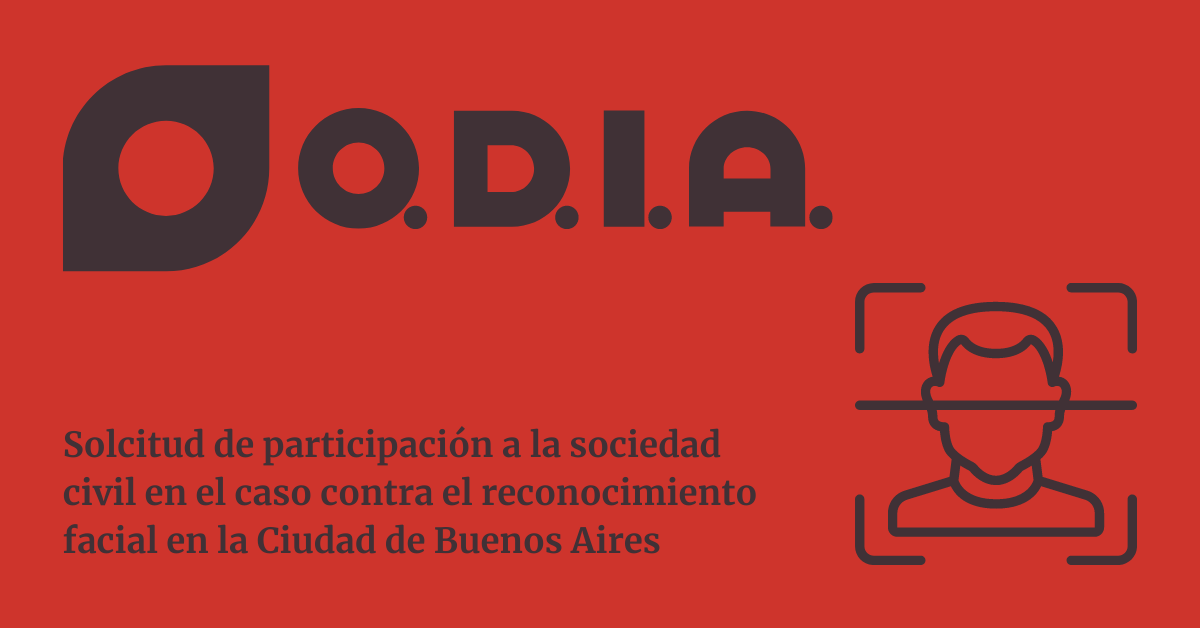 O.D.I.A.
Solcitud de participación a la sociedad
civil en el caso contra el reconocimiento
facial en la Ciudad de Buenos Aires